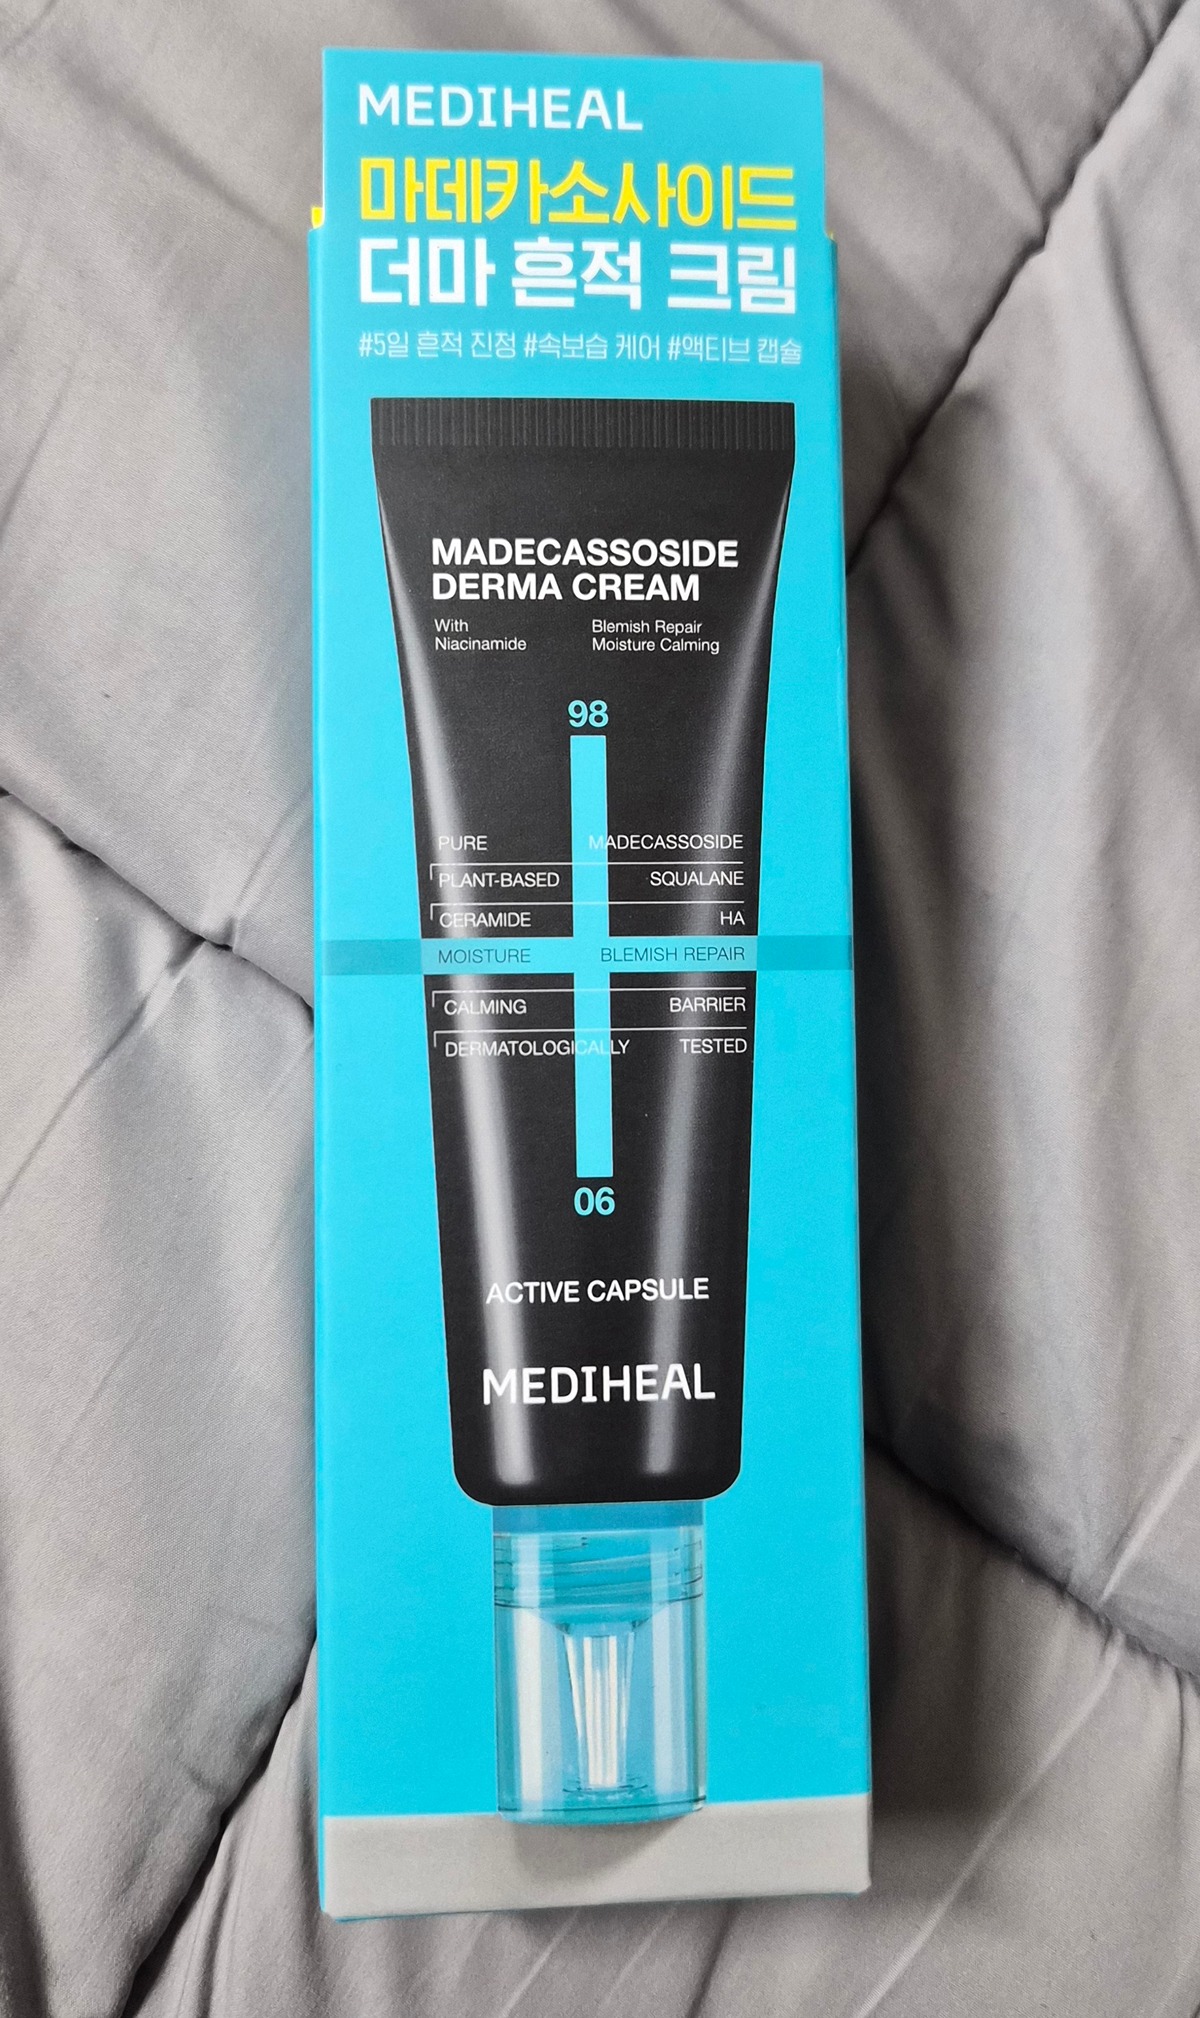 MEDIHEAL
마데카소사이드
더마 흔적 크림
#5일 흔적 진정 #속보습 케어 #액티브 캡슐
MADECASSOSIDE
DERMA CREAM
With Niacinamide
Blemish Repair Moisture Calming
98
PURE MADECASSOSIDE
PLANT-BASED SQUALANE
CERAMIDE HA
MOISTURE BLEMISH REPAIR
CALMING BARRIER
DERMATOLOGICALLY TESTED
06
ACTIVE CAPSULE
MEDIHEAL